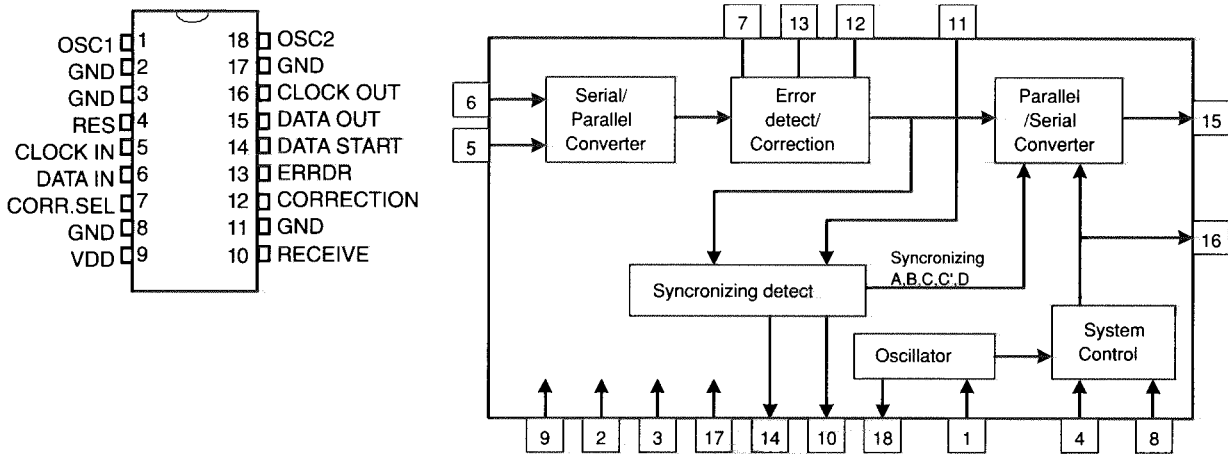 OSC1 1 18 OSC2
GND 2 17 GND
GND 3 16 CLOCK OUT
RES 4 15 DATA OUT
CLOCK IN 5 14 DATA START
DATA IN 6 13 ERRDR
CORR.SEL 7 12 CORRECTION
GND 8 11 GND
VDD 9 10 RECEIVE
7 13 12 11
6
5
Serial/
Parallel
Converter
Error
detect/
Correction
Parallel
/Serial
Converter
15
16
Syncronizing detect
Syncronizing
A,B,C,C',D
Oscillator
System
Control
9 2 3 17 14 10 18 1 4 8